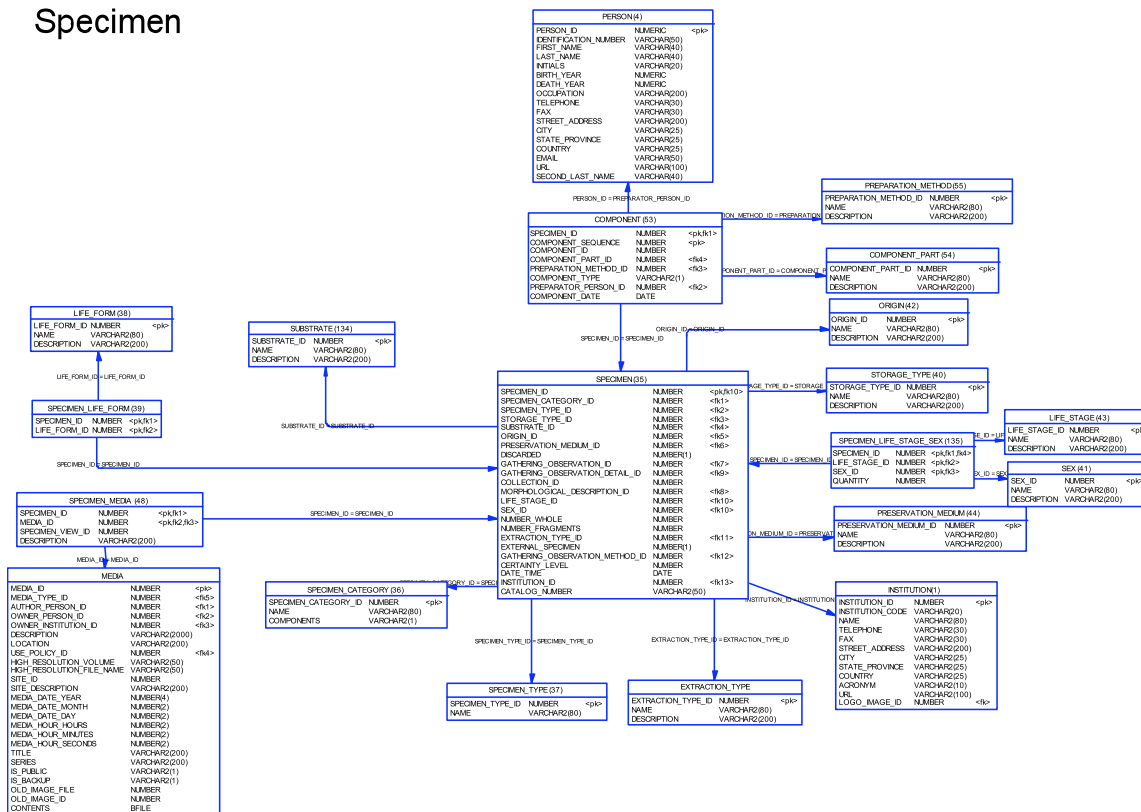 Specimen
PERSON(4)
PERSON_ID NUMERIC <pk>
IDENTIFICATION_NUMBER VARCHAR(50)
FIRST_NAME VARCHAR(40)
LAST_NAME VARCHAR(40)
INITIALS VARCHAR(20)
BIRTH_YEAR NUMERIC
DEATH_YEAR NUMERIC
OCCUPATION VARCHAR(200)
TELEPHONE VARCHAR(30)
FAX VARCHAR(30)
STREET_ADDRESS VARCHAR(200)
CITY VARCHAR(25)
STATE_PROVINCE VARCHAR(25)
COUNTRY VARCHAR(25)
EMAIL VARCHAR(50)
URL VARCHAR(100)
SECOND_LAST_NAME VARCHAR(40)
PERSON_ID = PREPARATOR_PERSON_ID
PREPARATION_METHOD (55)
PREPARATION_METHOD_ID NUMBER <pk>
NAME VARCHAR2(80)
DESCRIPTION VARCHAR2(200)
ION_METHOD_ID = PREPARATION
COMPONENT (53)
SPECIMEN_ID NUMBER <pk,fk1>
COMPONENT_SEQUENCE NUMBER <pk>
COMPONENT_ID NUMBER
COMPONENT_PART_ID NUMBER <fk4>
PREPARATION_METHOD_ID NUMBER <fk3>
COMPONENT_TYPE VARCHAR2(1)
PREPARATOR_PERSON_ID NUMBER <fk2>
COMPONENT_DATE DATE
COMPONENT_PART (54)
COMPONENT_PART_ID NUMBER <pk>
NAME VARCHAR2(80)
DESCRIPTION VARCHAR2(200)
PONENT_PART_ID = COMPONENT_P
ORIGIN(42)
ORIGIN_ID NUMBER <pk>
NAME VARCHAR2(80)
DESCRIPTION VARCHAR2(200)
ORIGIN_ID = ORIGIN_ID
SPECIMEN_ID = SPECIMEN_ID
LIFE_FORM (38)
LIFE_FORM_ID NUMBER <pk>
NAME VARCHAR2(80)
DESCRIPTION VARCHAR2(200)
LIFE_FORM_ID = LIFE_FORM_ID
SUBSTRATE (134)
SUBSTRATE_ID NUMBER <pk>
NAME VARCHAR2(80)
DESCRIPTION VARCHAR2(200)
SUBSTRATE_ID = SUBSTRATE_ID
SPECIMEN_LIFE_FORM (39)
SPECIMEN_ID NUMBER <pk,fk1>
LIFE_FORM_ID NUMBER <pk,fk2>
SPECIMEN_ID = SPECIMEN_ID
SPECIMEN (35)
SPECIMEN_ID NUMBER <pk,fk10>
SPECIMEN_CATEGORY_ID NUMBER <fk1>
SPECIMEN_TYPE_ID NUMBER <fk2>
STORAGE_TYPE_ID NUMBER <fk3>
SUBSTRATE_ID NUMBER <fk4>
ORIGIN_ID NUMBER <fk5>
PRESERVATION_MEDIUM_ID NUMBER <fk6>
DISCARDED NUMBER(1)
GATHERING_OBSERVATION_ID NUMBER <fk7>
GATHERING_OBSERVATION_DETAIL_ID NUMBER <fk9>
COLLECTION_ID NUMBER
MORPHOLOGICAL_DESCRIPTION_ID NUMBER <fk8>
LIFE_STAGE_ID NUMBER <fk10>
SEX_ID NUMBER <fk10>
NUMBER_WHOLE NUMBER
NUMBER_FRAGMENTS NUMBER
EXTRACTION_TYPE_ID NUMBER <fk11>
EXTERNAL_SPECIMEN NUMBER(1)
GATHERING_OBSERVATION_METHOD_ID NUMBER <fk12>
CERTAINTY_LEVEL NUMBER
DATE_TIME DATE
INSTITUTION_ID NUMBER <fk13>
CATALOG_NUMBER VARCHAR2(50)
STORAGE_TYPE (40)
STORAGE_TYPE_ID NUMBER <pk>
NAME VARCHAR2(80)
DESCRIPTION VARCHAR2(200)
AGE_TYPE_ID = STORAGE
LIFE_STAGE (43)
LIFE_STAGE_ID NUMBER <pk
NAME VARCHAR2(80)
DESCRIPTION VARCHAR2(200)
SPECIMEN_LIFE_STAGE_SEX (135)
SPECIMEN_ID NUMBER <pk,fk1,fk4>
LIFE_STAGE_ID NUMBER <pk,fk2>
SEX_ID NUMBER <pk,fk3>
QUANTITY NUMBER
GE_ID = LIF
SPECIMEN_ID = SPECIMEN_ID
EX_ID = SEX
SEX (41)
SEX_ID NUMBER <pk>
NAME VARCHAR2(80)
DESCRIPTION VARCHAR2(200)
PRESERVATION_MEDIUM (44)
PRESERVATION_MEDIUM_ID NUMBER <pk>
NAME VARCHAR2(80)
DESCRIPTION VARCHAR2(200)
ON_MEDIUM_ID = PRESERVAT
SPECIMEN_MEDIA (48)
SPECIMEN_ID NUMBER <pk,fk1>
MEDIA_ID NUMBER <pk,fk2,fk3>
SPECIMEN_VIEW_ID NUMBER
DESCRIPTION VARCHAR2(200)
SPECIMEN_ID = SPECIMEN_ID
MEDIA_ID = MEDIA_ID
MEDIA
MEDIA_ID NUMBER <pk>
MEDIA_TYPE_ID NUMBER <fk5>
AUTHOR_PERSON_ID NUMBER <fk1>
OWNER_PERSON_ID NUMBER <fk2>
OWNER_INSTITUTION_ID NUMBER <fk3>
DESCRIPTION VARCHAR2(2000)
LOCATION VARCHAR2(200)
USE_POLICY_ID NUMBER <fk4>
HIGH_RESOLUTION_VOLUME VARCHAR2(50)
HIGH_RESOLUTION_FILE_NAME VARCHAR2(50)
SITE_ID NUMBER
SITE_DESCRIPTION VARCHAR2(200)
MEDIA_DATE_YEAR NUMBER(4)
MEDIA_DATE_MONTH NUMBER(2)
MEDIA_DATE_DAY NUMBER(2)
MEDIA_HOUR_HOURS NUMBER(2)
MEDIA_HOUR_MINUTES NUMBER(2)
MEDIA_HOUR_SECONDS NUMBER(2)
TITLE VARCHAR2(200)
SERIES VARCHAR2(200)
IS_PUBLIC VARCHAR2(1)
IS_BACKUP VARCHAR2(1)
OLD_IMAGE_FILE NUMBER
OLD_IMAGE_ID NUMBER
CONTENTS BFILE
SPECIMEN_CATEGORY (36)
SPECIMEN_CATEGORY_ID NUMBER <pk>
NAME VARCHAR2(80)
COMPONENTS VARCHAR2(1)
SPECIMEN_TYPE_ID = SPECIMEN_TYPE_ID
SPECIMEN_TYPE (37)
SPECIMEN_TYPE_ID NUMBER <pk>
NAME VARCHAR2(80)
EXTRACTION_TYPE_ID = EXTRACTION_TYPE_ID
EXTRACTION_TYPE
EXTRACTION_TYPE_ID NUMBER <pk>
NAME VARCHAR2(80)
DESCRIPTION VARCHAR2(200)
INSTITUTION_ID = INSTITUTION
INSTITUTION(1)
INSTITUTION_ID NUMBER <pk>
INSTITUTION_CODE VARCHAR(20)
NAME VARCHAR2(80)
TELEPHONE VARCHAR2(30)
FAX VARCHAR2(30)
STREET_ADDRESS VARCHAR2(200)
CITY VARCHAR2(25)
STATE_PROVINCE VARCHAR2(25)
COUNTRY VARCHAR2(25)
ACRONYM VARCHAR2(10)
URL VARCHAR2(100)
LOGO_IMAGE_ID NUMBER <fk>